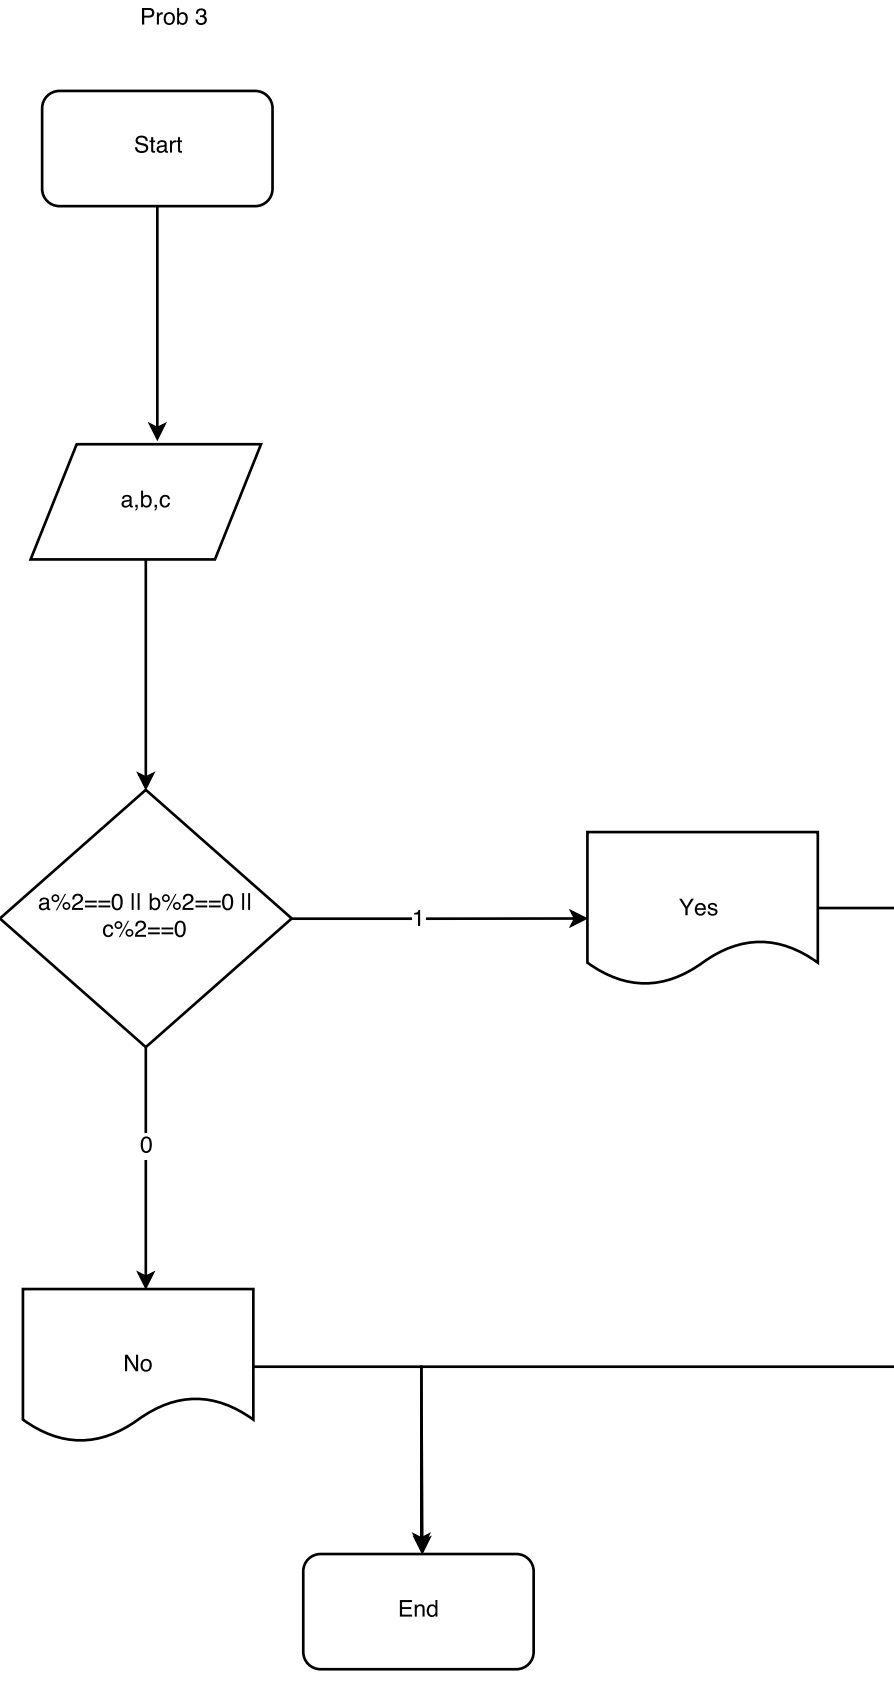 Prob 3
Start
a,b,c
a%2==0 || b%2==0 ||
c%2==0
1
Yes
0
No
End